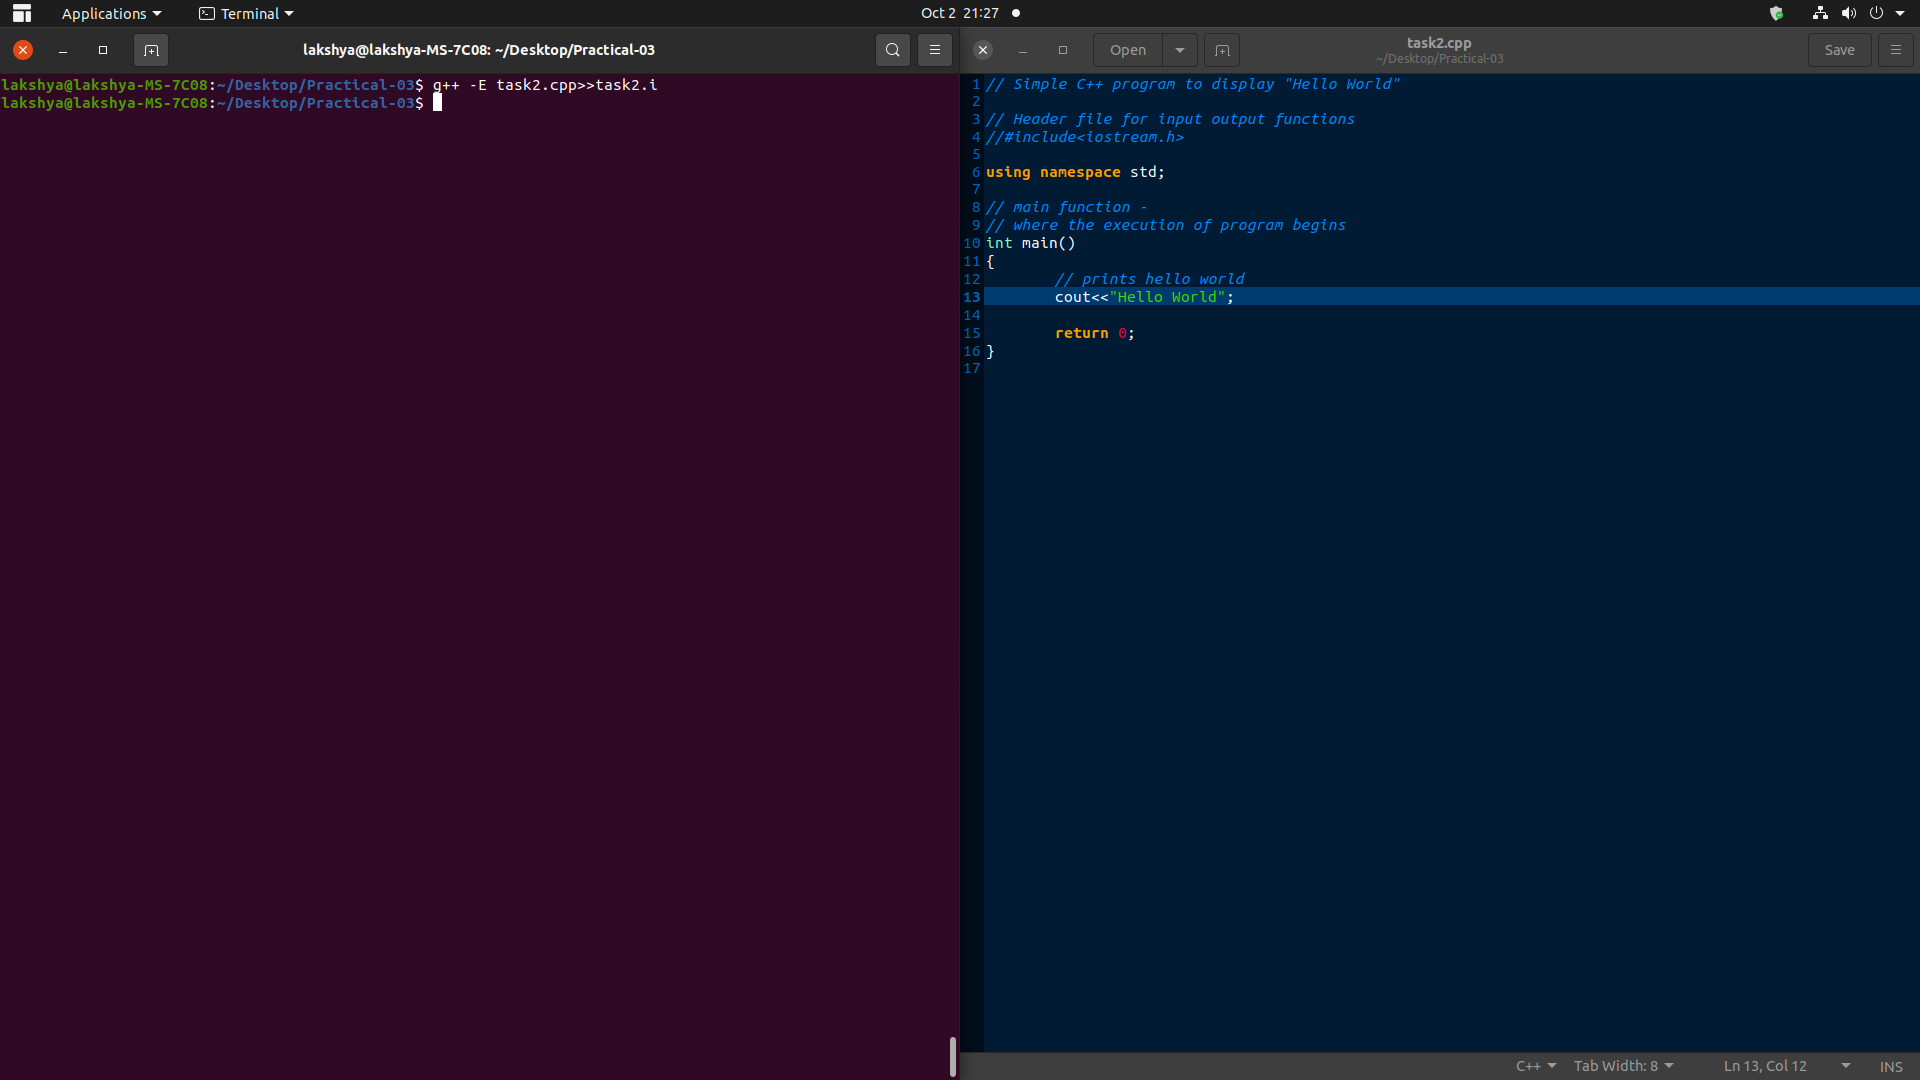 Applications Terminal Oct 2 21:27
lakshya@lakshya-MS-7C08: ~/Desktop/Practical-03
lakshya@lakshya-MS-7C08:~/Desktop/Practical-03$ g++ -E task2.cpp>>task2.i
lakshya@lakshya-MS-7C08:~/Desktop/Practical-03$
Open task2.cpp Save
~/Desktop/Practical-03
1 // Simple C++ program to display "Hello World"
2
3 // Header file for input output functions
4 //#include<iostream.h>
5
6 using namespace std;
7
8 // main function -
9 // where the execution of program begins
10 int main()
11 {
12 // prints hello world
13 cout<<"Hello World";
14
15 return 0;
16 }
17
C++ Tab Width: 8 Ln 13, Col 12 INS